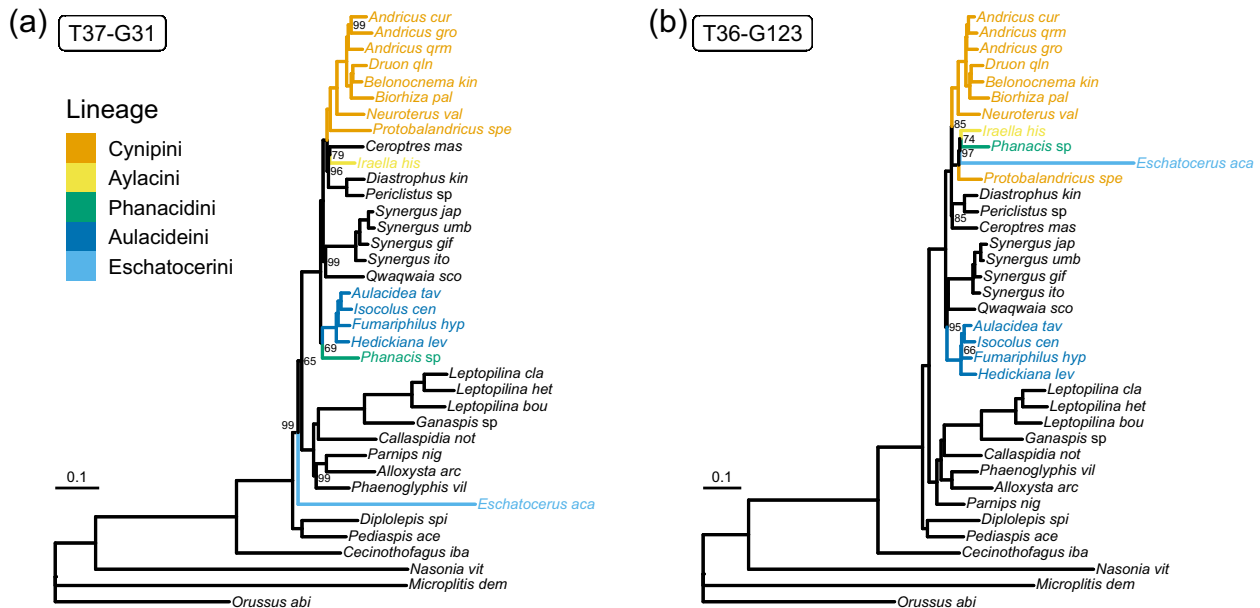 (a) T37-G31
Lineage
Cynipini
Aylacini
Phanacidini
Aulacideini
Eschatocerini
Andricus cur
99
Andricus gro
Andricus qrm
Druon qln
Belonocnema kin
Biorhiza pal
Neuroterus val
Protobalandricus spe
Ceroptres mas
79
Iraella his
96
Diastrophus kin
Periclistus sp
Synergus jap
Synergus umb
Synergus gif
Synergus ito
99
Qwaqwaia sco
Aulacidea tav
Isocolus cen
Fumariphilus hyp
Hedickiana lev
69
Phanacis sp
65
Leptopilina cla
Leptopilina het
Leptopilina bou
Ganaspis sp
99
Callaspidia not
Parnips nig
Alloxysta arc
99
Phaenoglyphis vil
0.1
Eschatocerus aca
Diplolepis spi
Pediaspis ace
Cecinothofagus iba
Nasonia vit
Microplitis dem
Orussus abi
(b) T36-G123
Andricus cur
Andricus qrm
Andricus gro
Druon qln
Belonocnema kin
Biorhiza pal
Neuroterus val
85
Iraella his
74
Phanacis sp
97
Eschatocerus aca
Protobalandricus spe
Diastrophus kin
Periclistus sp
85
Ceroptres mas
Synergus jap
Synergus umb
Synergus gif
Synergus ito
Qwaqwaia sco
95
Aulacidea tav
Isocolus cen
66
Fumariphilus hyp
Hedickiana lev
Leptopilina cla
Leptopilina het
Leptopilina bou
Ganaspis sp
Callaspidia not
Phaenoglyphis vil
Alloxysta arc
0.1
Parnips nig
Diplolepis spi
Pediaspis ace
Cecinothofagus iba
Nasonia vit
Microplitis dem
Orussus abi